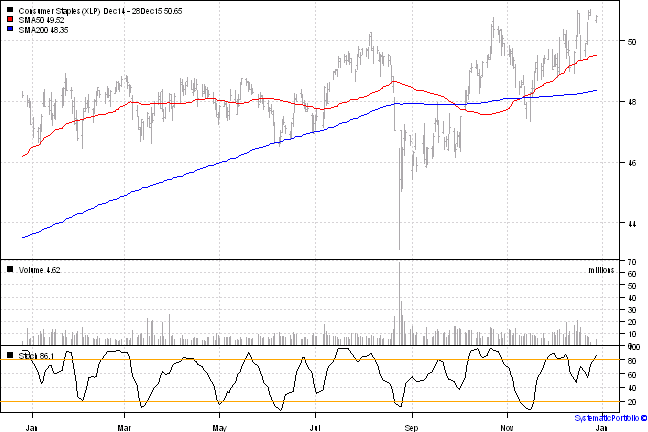 Consumer Staples (XLP) Dec14 - 28Dec15 50.65
SMA50 49.52
SMA200 48.35
50
48
46
44
Volume 4.62
millions
70
60
50
40
30
20
10
0
Stoch 86.1
100
80
60
40
20
Jan Mar May Jul Sep Nov Jan
SystematicPortfolio ©